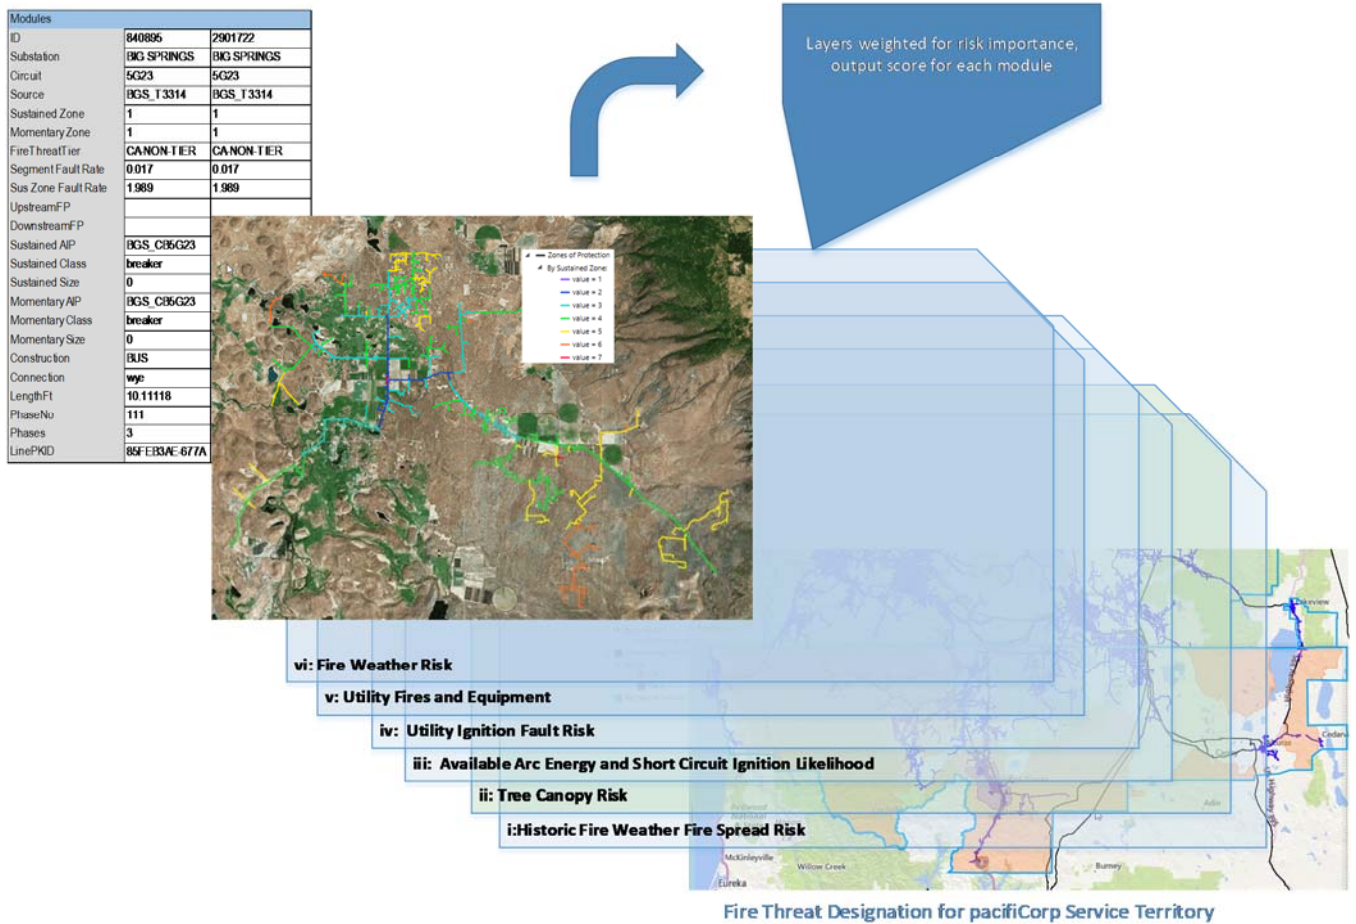 Modules
ID 840895 2901722
Substation BIG SPRINGS BIG SPRINGS
Circuit 5G23 5G23
Source BGS_T3314 BGS_T3314
Sustained Zone 1 1
Momentary Zone 1 1
FireThreatTier CA-NON-TIER CA-NON-TIER
Segment Fault Rate 0.017 0.017
Sus Zone Fault Rate 1.989 1.989
UpstreamFP
DownstreamFP
Sustained AIP BGS_CB5G23
Sustained Class breaker
Sustained Size 0
Momentary AIP BGS_CB5G23
Momentary Class breaker
Momentary Size 0
Construction BUS
Connection wye
LengthFt 10.11118
PhaseNo 111
Phases 3
LinePKID 85FEB3AE-677A
Layers weighted for risk importance,
output score for each module
Zones of Protection
By Sustained Zone:
value = 1
value = 2
value = 3
value = 4
value = 5
value = 6
value = 7
vi: Fire Weather Risk
v: Utility Fires and Equipment
iv: Utility Ignition Fault Risk
iii: Available Arc Energy and Short Circuit Ignition Likelihood
ii: Tree Canopy Risk
i:Historic Fire Weather Fire Spread Risk
Lakeview
Cedarv
Adin
McKinleyville
Willow Creek
Burney
Eureka
Fire Threat Designation for pacifiCorp Service Territory